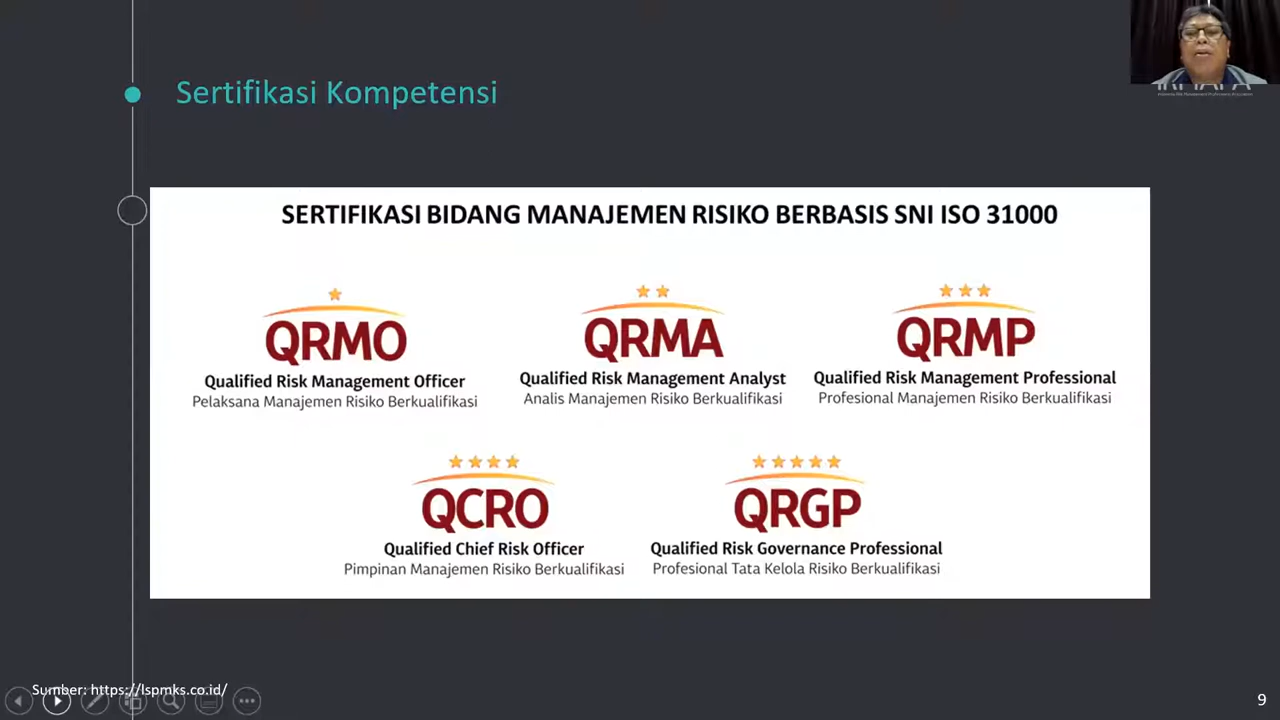 Sertifikasi Kompetensi
SERTIFIKASI BIDANG MANAJEMEN RISIKO BERBASIS SNI ISO 31000
QRMO
Qualified Risk Management Officer
Pelaksana Manajemen Risiko Berkualifikasi
QRMA
Qualified Risk Management Analyst
Analis Manajemen Risiko Berkualifikasi
QRMP
Qualified Risk Management Professional
Profesional Manajemen Risiko Berkualifikasi
QCRO
Qualified Chief Risk Officer
Pimpinan Manajemen Risiko Berkualifikasi
QRGP
Qualified Risk Governance Professional
Profesional Tata Kelola Risiko Berkualifikasi
Sumber: https://lspmks.co.id/
9